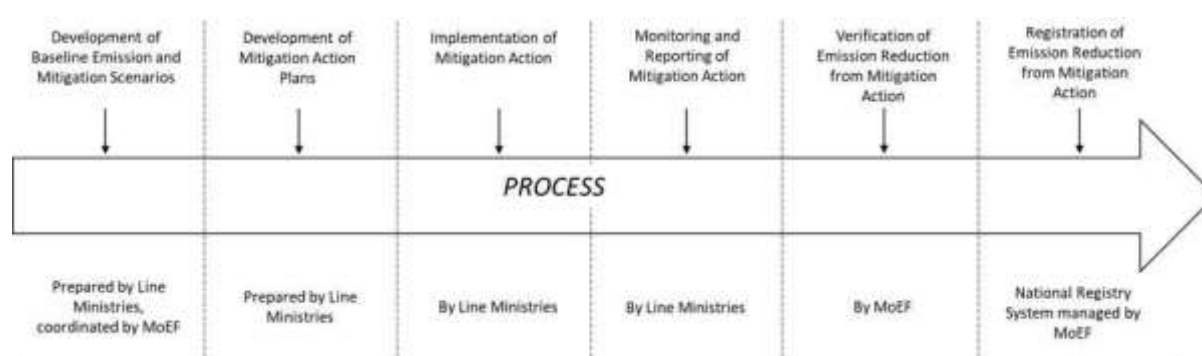 Development of
Baseline Emission and
Mitigation Scenarios
Development of
Mitigation Action
Plans
Implementation of
Mitigation Action
Monitoring and
Reporting of
Mitigation Action
Verification of
Emission Reduction
from Mitigation
Action
Registration of
Emission Reduction
from Mitigation
Action
PROCESS
Prepared by Line
Ministries,
coordinated by MoEF
Prepared by Line
Ministries
By Line Ministries
By Line Ministries
By MoEF
National Registry
System managed by
MoEF